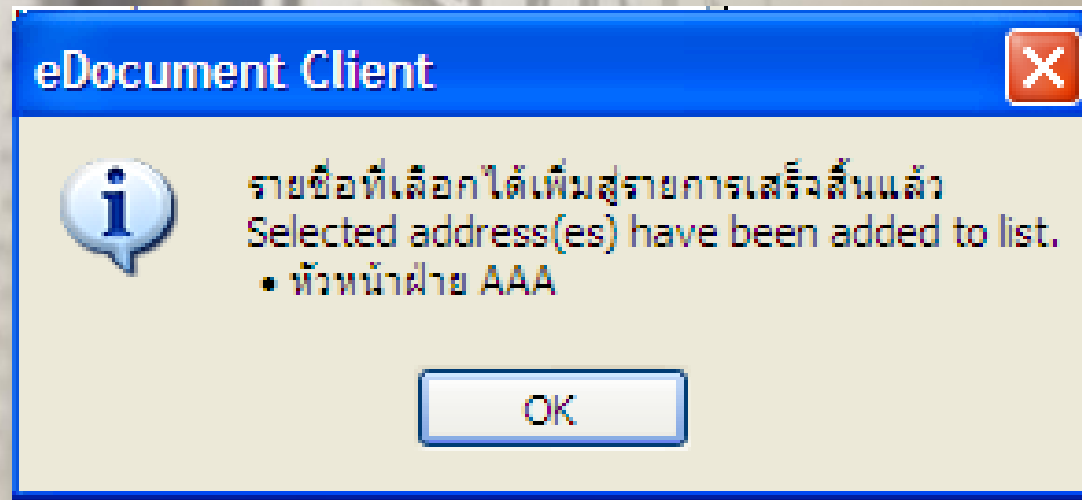 eDocument Client
รายชื่อที่เลือกได้เพิ่มสู่รายการเสร็จสิ้นแล้ว
Selected address(es) have been added to list.
• หัวหน้าฝ่าย AAA
OK